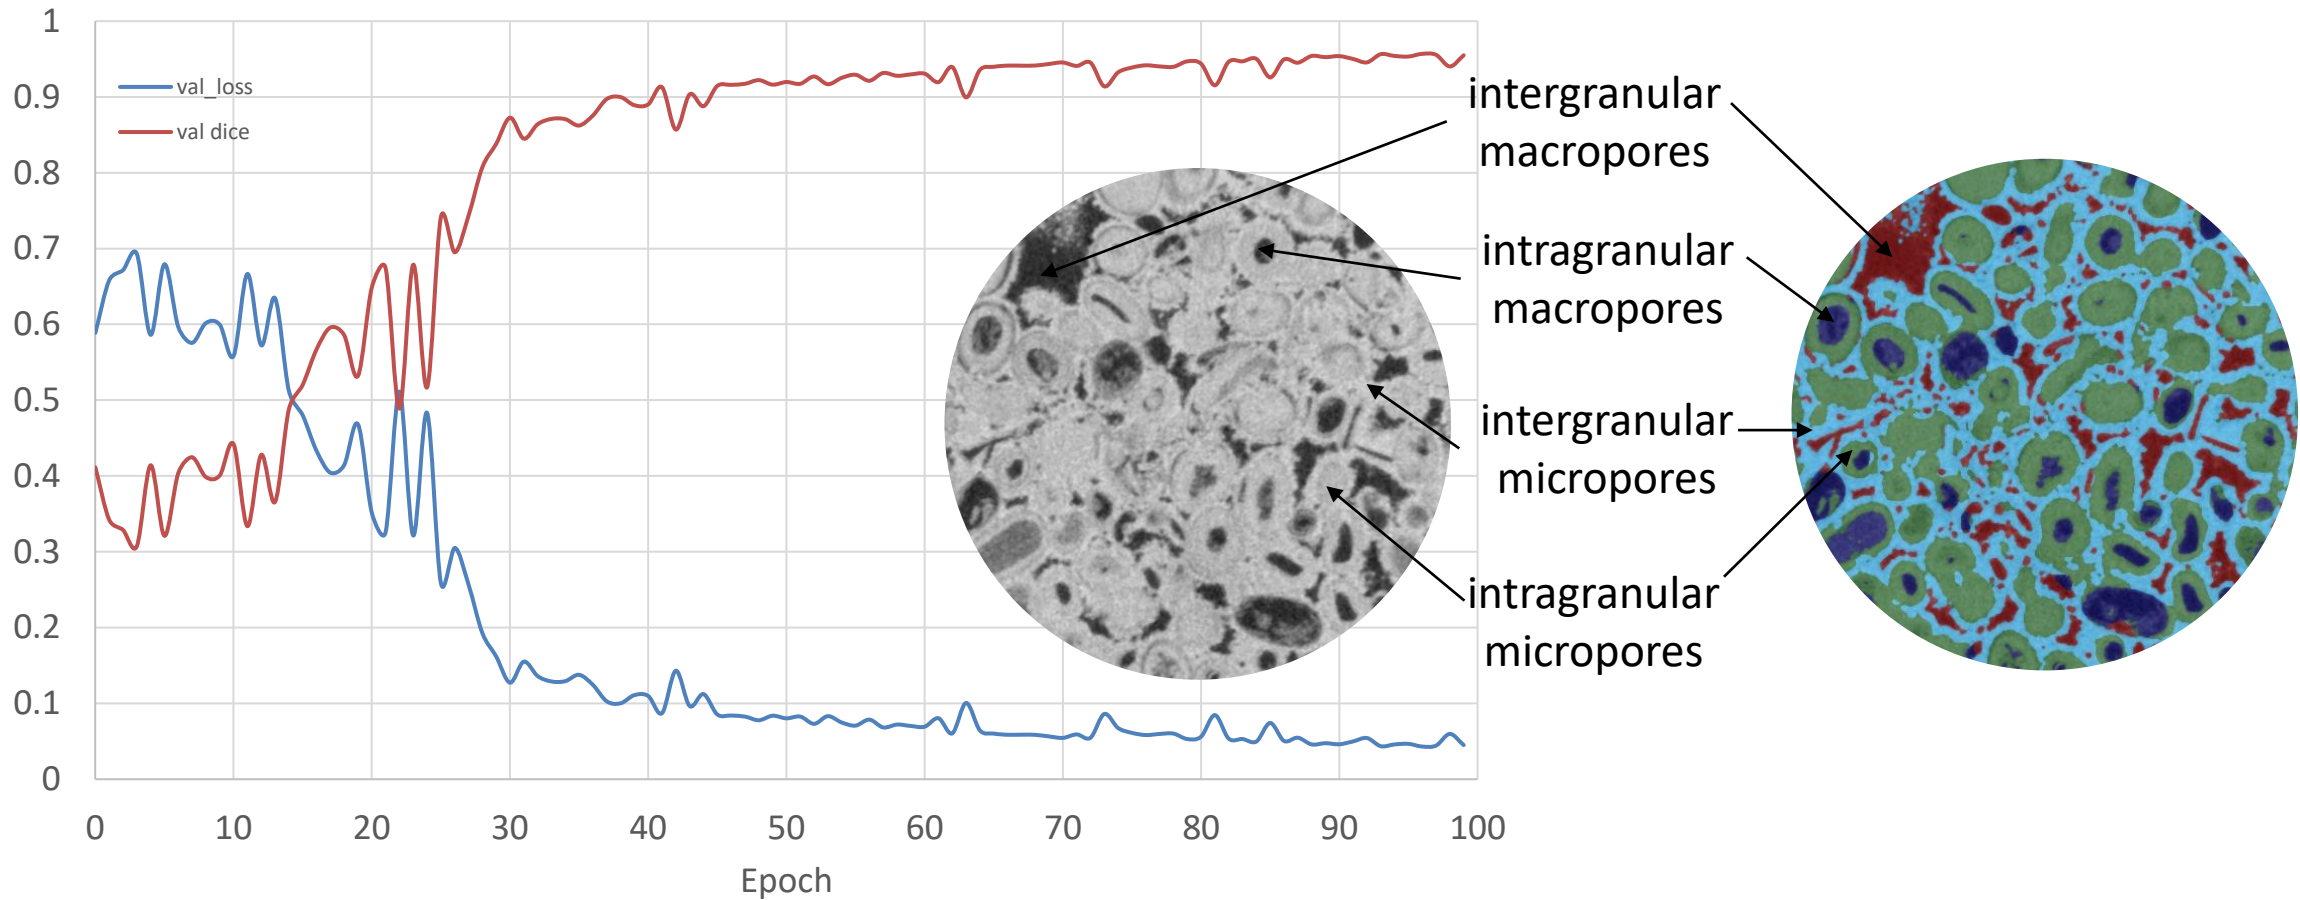 1
0.9
0.8
0.7
0.6
0.5
0.4
0.3
0.2
0.1
0
val_loss
val dice
0 10 20 30 40 50 60 70 80 90 100
Epoch
intergranular
macropores
intragranular
macropores
intergranular
micropores
intragranular
micropores